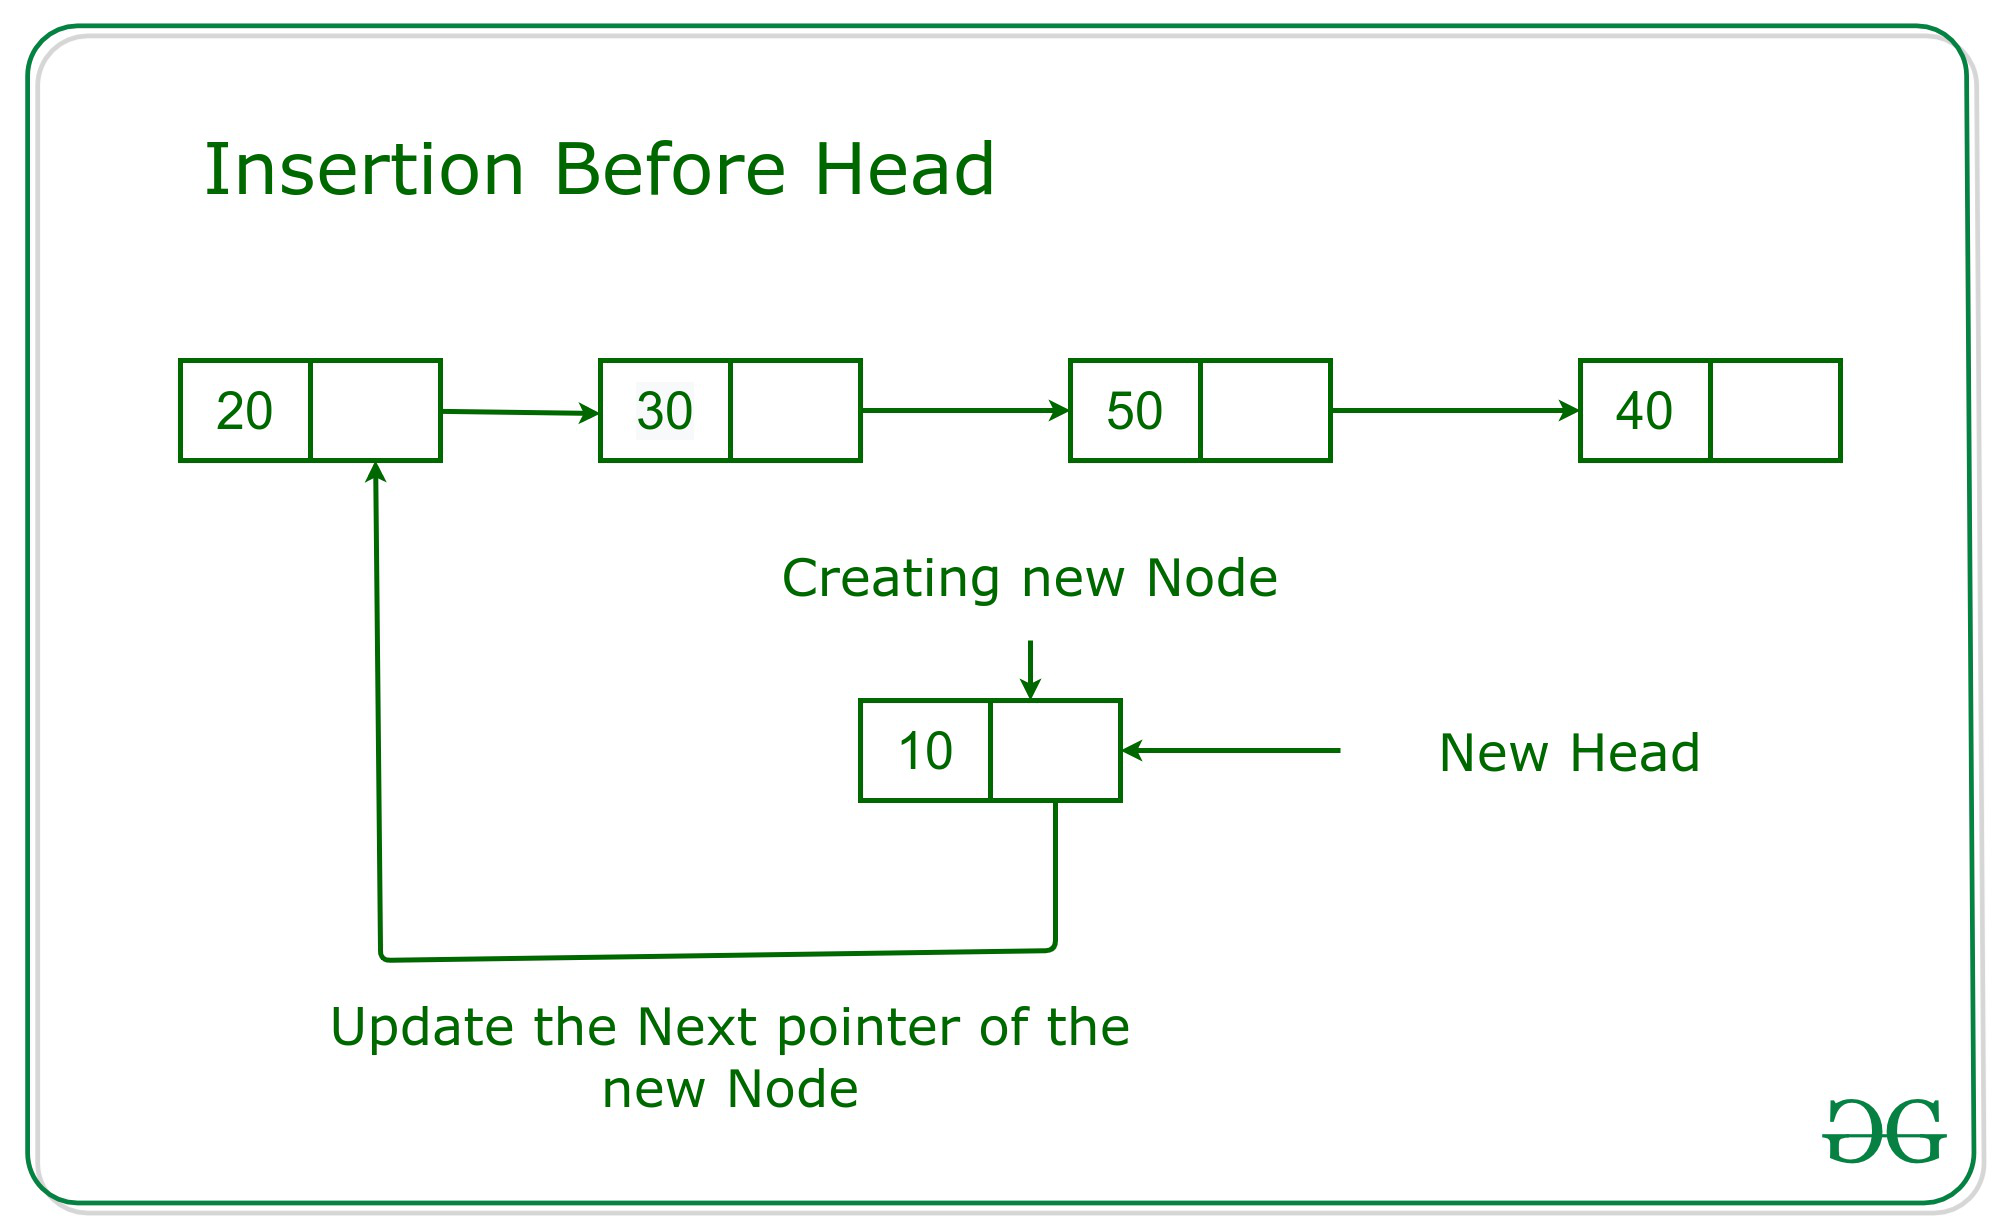 Insertion Before Head
20 30 50 40
Creating new Node
10
New Head
Update the Next pointer of the
new Node